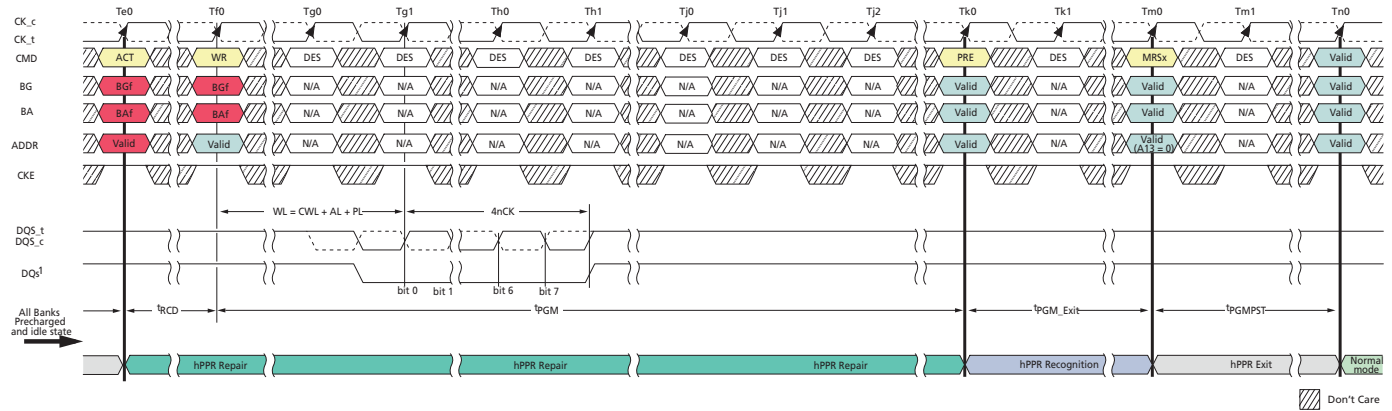 Te0 Tf0 Tg0 Tg1 Th0 Th1 Tj0 Tj1 Tj2 Tk0 Tk1 Tm0 Tm1 Tn0
CK_c
CK_t
CMD ACT WR DES DES DES DES DES DES DES PRE DES MRSx DES Valid
BG BGf BGf N/A N/A N/A N/A N/A N/A N/A Valid N/A Valid N/A Valid
BA BAf BAf N/A N/A N/A N/A N/A N/A N/A Valid N/A Valid N/A Valid
ADDR Valid Valid N/A N/A N/A N/A N/A N/A N/A Valid N/A Valid (A13 = 0) N/A Valid
CKE
WL = CWL + AL + PL 4nCK
DQS_t
DQS_c
DQs1
bit 0 bit 1 bit 6 bit 7
All Banks
Precharged
and idle state
tRCD tPGM tPGM_Exit tPGMPST
hPPR Repair hPPR Repair hPPR Repair hPPR Recognition hPPR Exit Normal mode
Don't Care